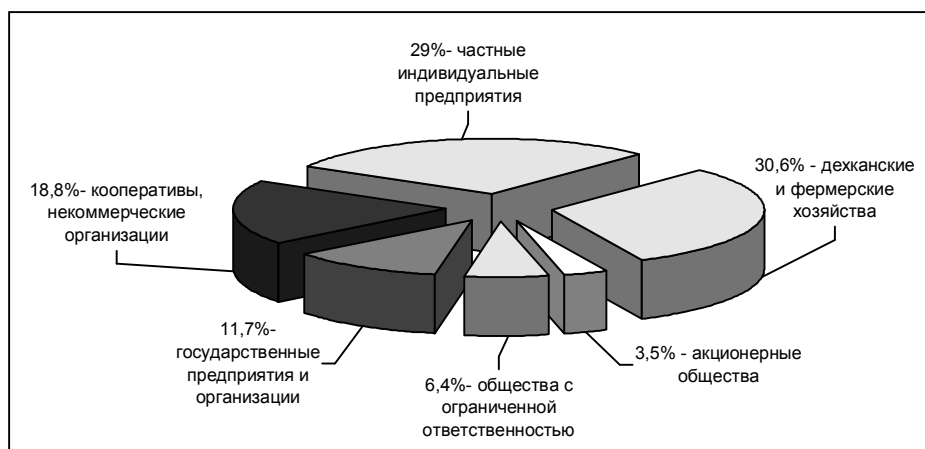 29%- частные
индивидуальные
предприятия
30,6% - дехканские
и фермерские
хозяйства
18,8%- кооперативы,
некоммерческие
организации
11,7%-
государственные
предприятия и
организации
6,4%- общества с
ограниченной
ответственностью
3,5% - акционерные
общества